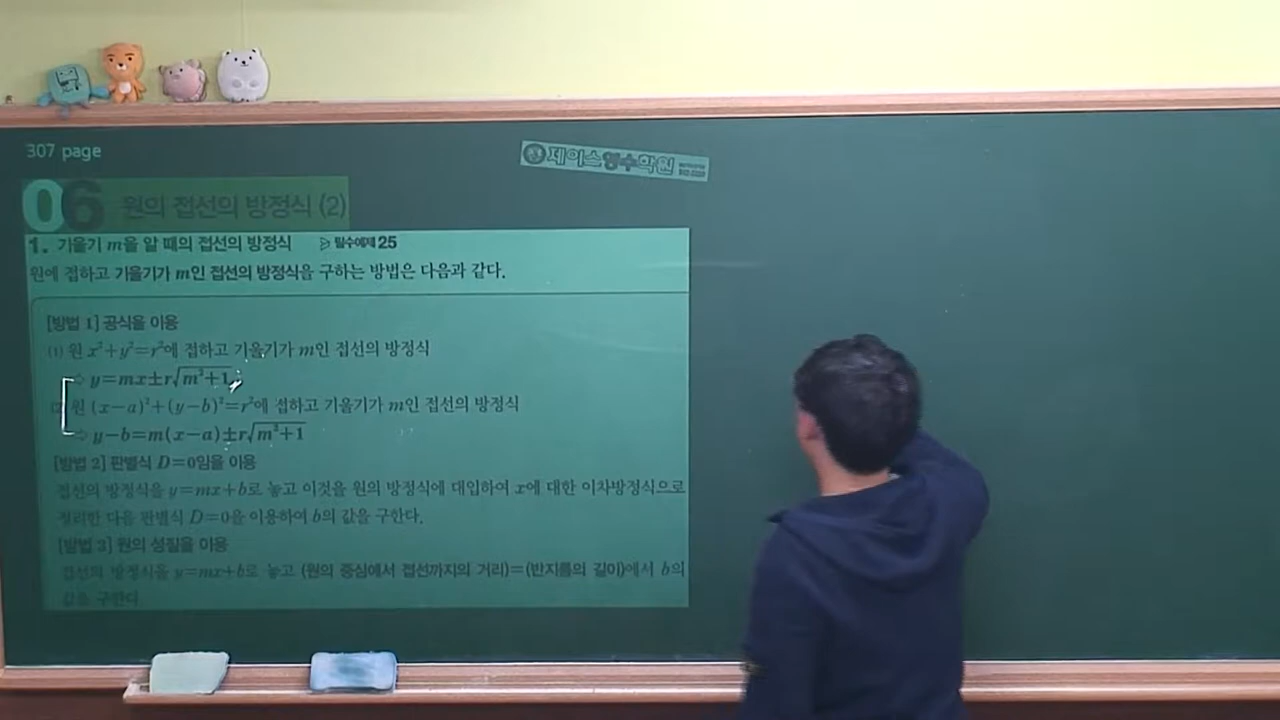 307 page
제이스영수학원
06 원의 접선의 방정식 (2)
1. 기울기 m을 알 때의 접선의 방정식 ▷ 필수예제 25
원에 접하고 기울기가 m인 접선의 방정식을 구하는 방법은 다음과 같다.
[방법 1] 공식을 이용
(1) 원 x²+y²=r²에 접하고 기울기가 m인 접선의 방정식
⇨ y=mx±r√(m²+1)
(2) 원 (x-a)²+(y-b)²=r²에 접하고 기울기가 m인 접선의 방정식
⇨ y-b=m(x-a)±r√(m²+1)
[방법 2] 판별식 D=0임을 이용
접선의 방정식을 y=mx+b로 놓고 이것을 원의 방정식에 대입하여 x에 대한 이차방정식으로
정리한 다음 판별식 D=0을 이용하여 b의 값을 구한다.
[방법 3] 원의 성질을 이용
접선의 방정식을 y=mx+b로 놓고 (원의 중심에서 접선까지의 거리)=(반지름의 길이)에서 b의
값을 구한다